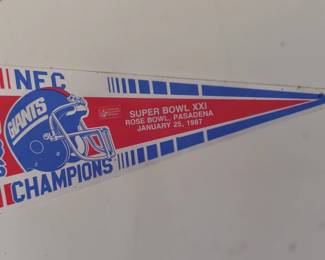 NFC
GIANTS
CHAMPIONS
SUPER BOWL XXI
ROSE BOWL, PASADENA
JANUARY 25, 1987